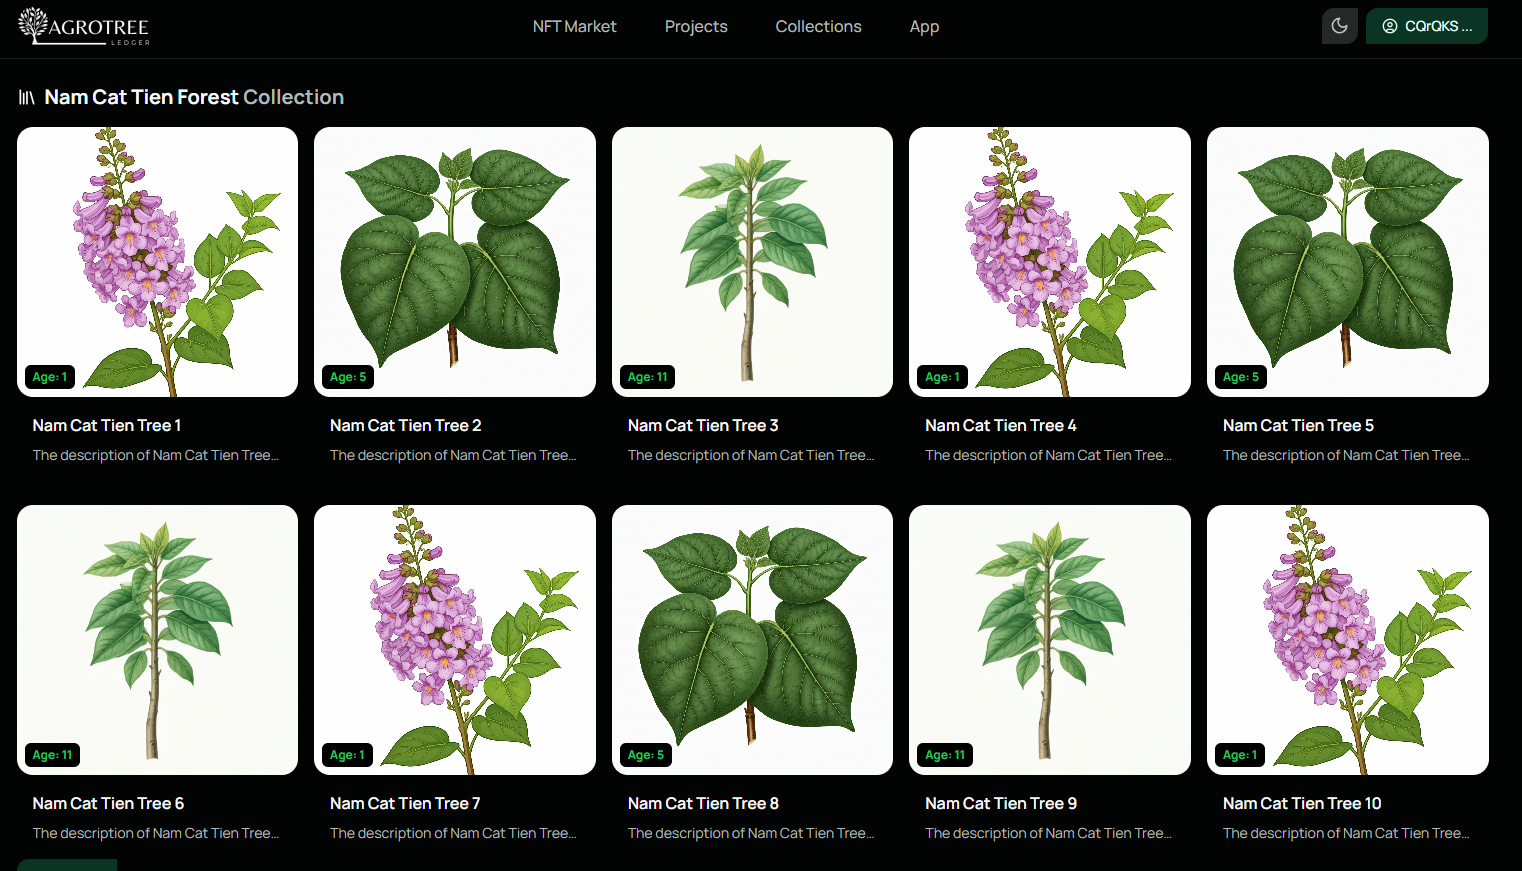 AGROTREE
LEDGER
NFT Market
Projects
Collections
App
CQrQKS ...
Nam Cat Tien Forest Collection
Age: 1
Age: 5
Age: 11
Age: 1
Age: 5
Nam Cat Tien Tree 1
Nam Cat Tien Tree 2
Nam Cat Tien Tree 3
Nam Cat Tien Tree 4
Nam Cat Tien Tree 5
The description of Nam Cat Tien Tree...
The description of Nam Cat Tien Tree...
The description of Nam Cat Tien Tree...
The description of Nam Cat Tien Tree...
The description of Nam Cat Tien Tree...
Age: 11
Age: 1
Age: 5
Age: 11
Age: 1
Nam Cat Tien Tree 6
Nam Cat Tien Tree 7
Nam Cat Tien Tree 8
Nam Cat Tien Tree 9
Nam Cat Tien Tree 10
The description of Nam Cat Tien Tree...
The description of Nam Cat Tien Tree...
The description of Nam Cat Tien Tree...
The description of Nam Cat Tien Tree...
The description of Nam Cat Tien Tree...